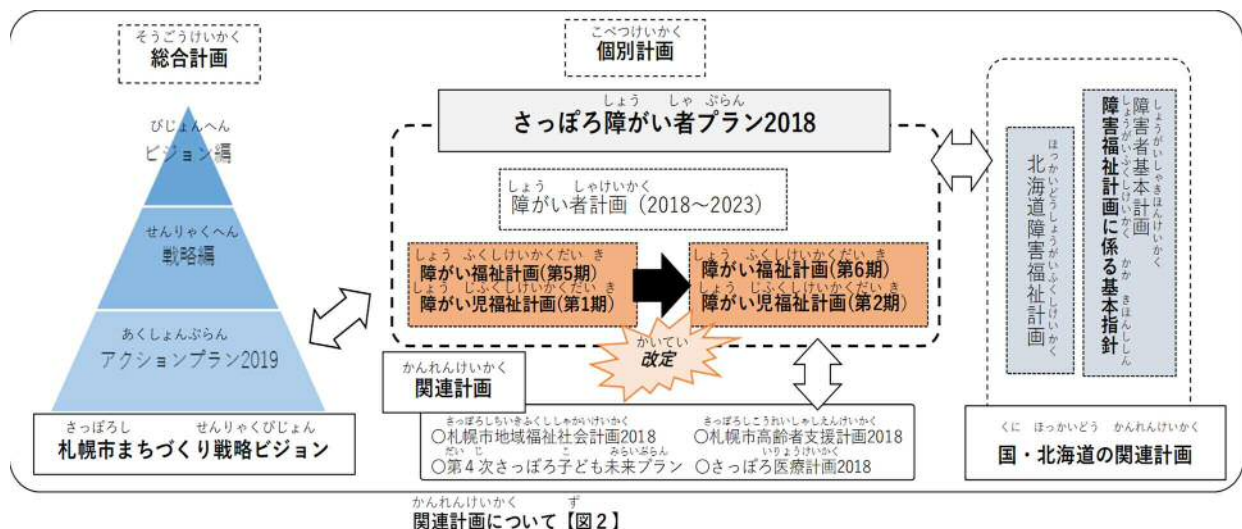 そうごうけいかく
総合計画
びじょんへん
ビジョン編
せんりゃくへん
戦略編
あくしょんぷらん
アクションプラン2019
さっぽろし せんりゃくびじょん
札幌市まちづくり戦略ビジョン
こべつけいかく
個別計画
しょう しゃ ぷらん
さっぽろ障がい者プラン2018
しょう しゃけいかく
障がい者計画（2018～2023）
しょう ふくしけいかくだい き
障がい福祉計画(第5期)
しょう じふくしけいかくだい き
障がい児福祉計画(第1期)
しょう ふくしけいかくだい き
障がい福祉計画(第6期)
しょう じふくしけいかくだい き
障がい児福祉計画(第2期)
かいてい
改定
かんれんけいかく
関連計画
さっぽろしちいきふくししゃかいけいかく
○札幌市地域福祉社会計画2018
さっぽろしこうれいしゃしえんけいかく
○札幌市高齢者支援計画2018
だい じ こ みらいぷらん
○第４次さっぽろ子ども未来プラン
いりょうけいかく
○さっぽろ医療計画2018
しょうがいしゃきほんけいかく
障害者基本計画
しょうがいふくしけいかく かか きほんししん
障害福祉計画に係る基本指針
ほっかいどうしょうがいふくしけいかく
北海道障害福祉計画
くに ほっかいどう かんれんけいかく
国・北海道の関連計画
かんれんけいかく ず
関連計画について【図２】